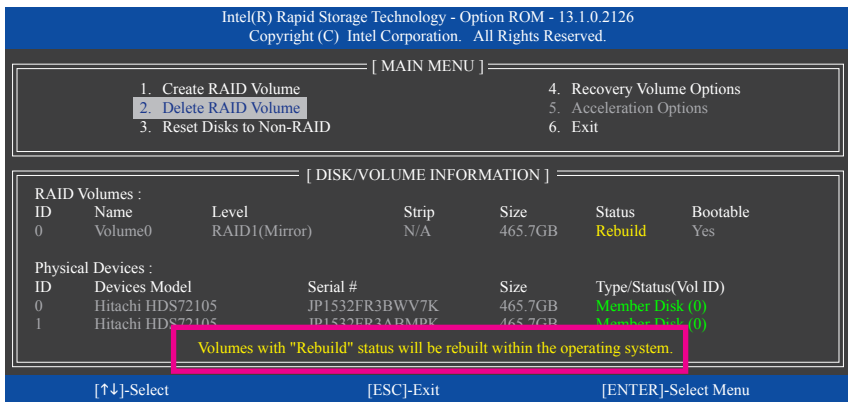 Intel(R) Rapid Storage Technology - Option ROM - 13.1.0.2126
Copyright (C) Intel Corporation. All Rights Reserved.
[ MAIN MENU ]
1. Create RAID Volume
2. Delete RAID Volume
3. Reset Disks to Non-RAID
4. Recovery Volume Options
5. Acceleration Options
6. Exit
[ DISK/VOLUME INFORMATION ]
RAID Volumes :
ID Name Level Strip Size Status Bootable
0 Volume0 RAID1(Mirror) N/A 465.7GB Rebuild Yes
Physical Devices :
ID Devices Model Serial # Size Type/Status(Vol ID)
0 Hitachi HDS72105 JP1532FR3BWV7K 465.7GB Member Disk (0)
1 Hitachi HDS72105 JP1532FR3ABMPK 465.7GB Member Disk (0)
Volumes with "Rebuild" status will be rebuilt within the operating system.
[↑↓]-Select [ESC]-Exit [ENTER]-Select Menu